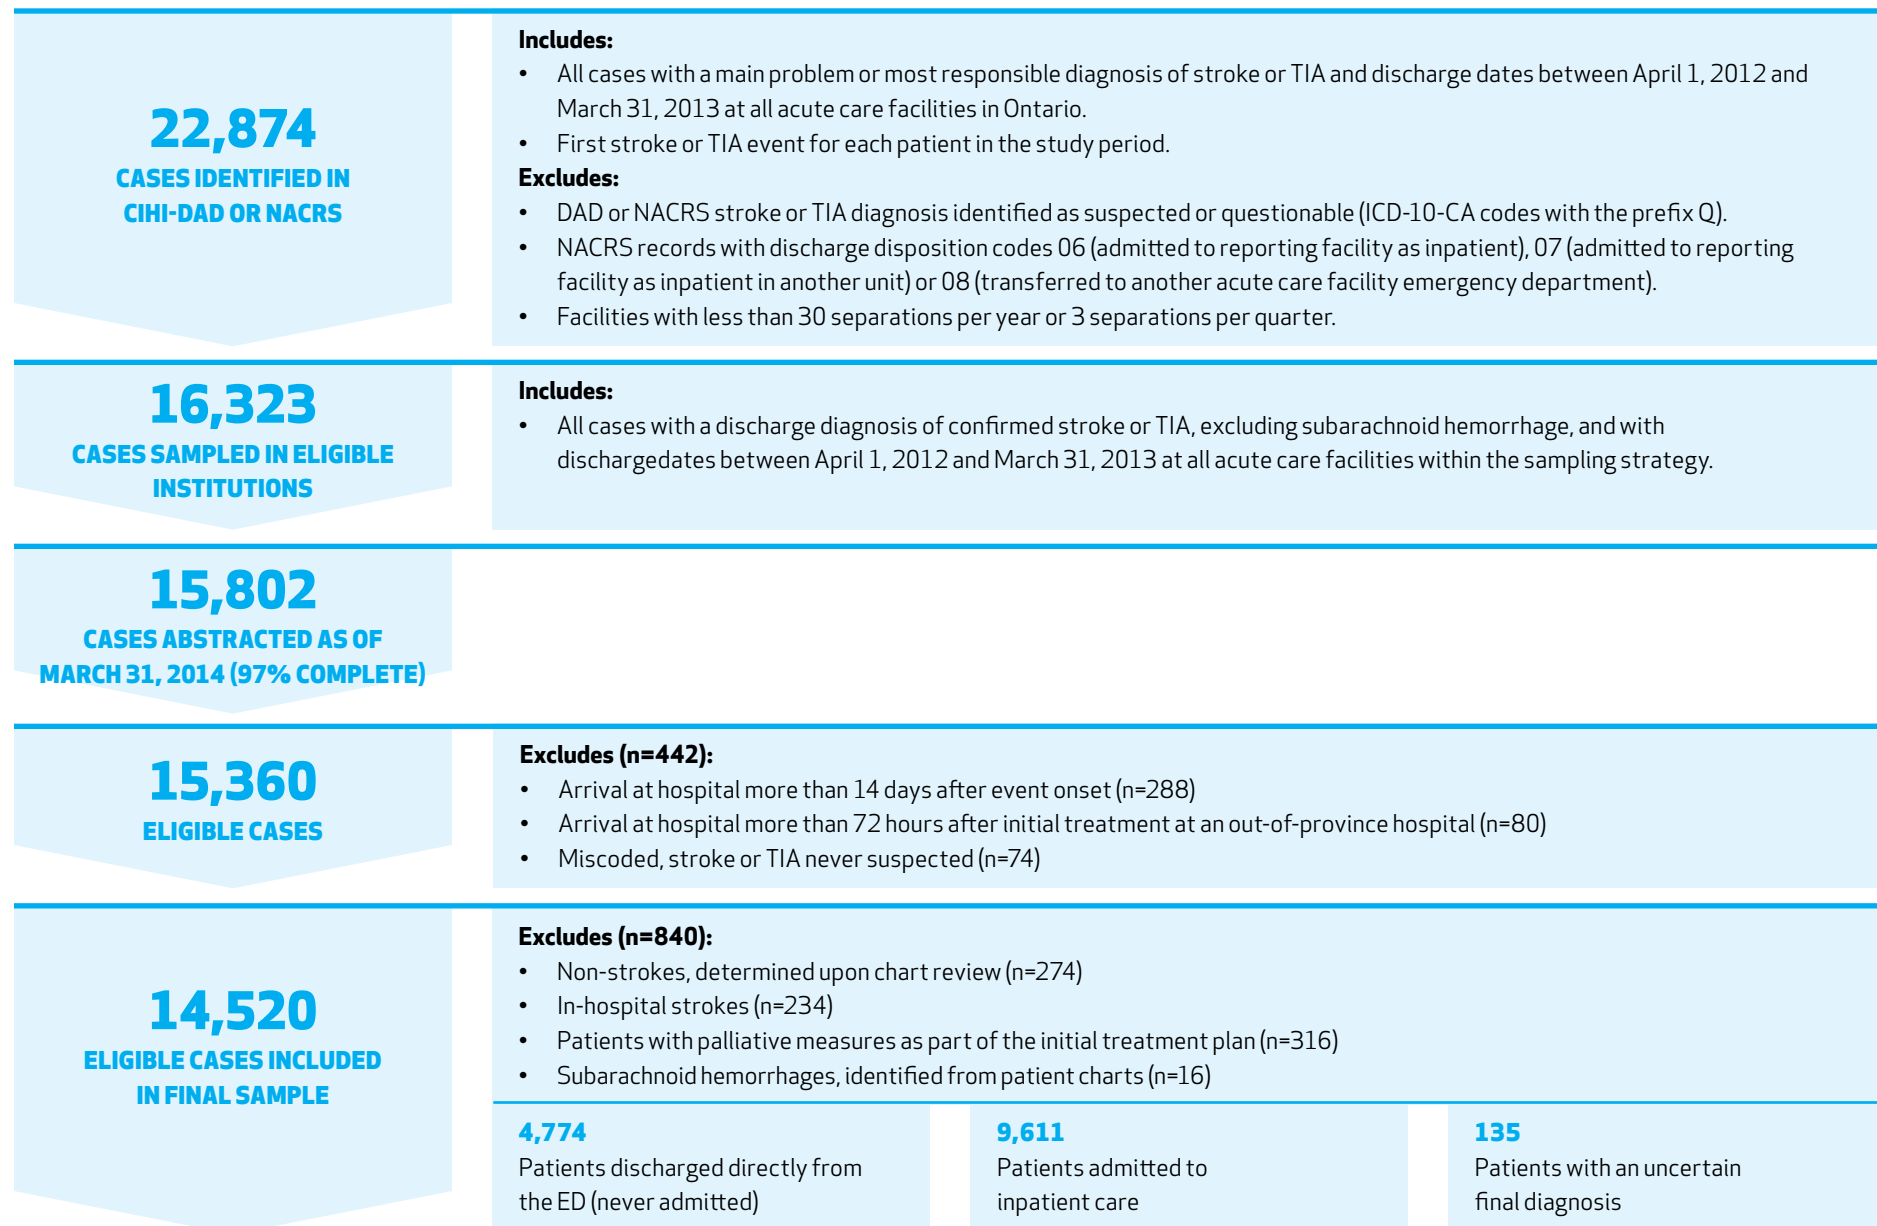 22,874
CASES IDENTIFIED IN
CIHI-DAD OR NACRS
Includes:
• All cases with a main problem or most responsible diagnosis of stroke or TIA and discharge dates between April 1, 2012 and
March 31, 2013 at all acute care facilities in Ontario.
• First stroke or TIA event for each patient in the study period.
Excludes:
• DAD or NACRS stroke or TIA diagnosis identified as suspected or questionable (ICD-10-CA codes with the prefix Q).
• NACRS records with discharge disposition codes 06 (admitted to reporting facility as inpatient), 07 (admitted to reporting
facility as inpatient in another unit) or 08 (transferred to another acute care facility emergency department).
• Facilities with less than 30 separations per year or 3 separations per quarter.
16,323
CASES SAMPLED IN ELIGIBLE
INSTITUTIONS
Includes:
• All cases with a discharge diagnosis of confirmed stroke or TIA, excluding subarachnoid hemorrhage, and with
dischargedates between April 1, 2012 and March 31, 2013 at all acute care facilities within the sampling strategy.
15,802
CASES ABSTRACTED AS OF
MARCH 31, 2014 (97% COMPLETE)
15,360
ELIGIBLE CASES
Excludes (n=442):
• Arrival at hospital more than 14 days after event onset (n=288)
• Arrival at hospital more than 72 hours after initial treatment at an out-of-province hospital (n=80)
• Miscoded, stroke or TIA never suspected (n=74)
14,520
ELIGIBLE CASES INCLUDED
IN FINAL SAMPLE
Excludes (n=840):
• Non-strokes, determined upon chart review (n=274)
• In-hospital strokes (n=234)
• Patients with palliative measures as part of the initial treatment plan (n=316)
• Subarachnoid hemorrhages, identified from patient charts (n=16)
4,774
Patients discharged directly from
the ED (never admitted)
9,611
Patients admitted to
inpatient care
135
Patients with an uncertain
final diagnosis